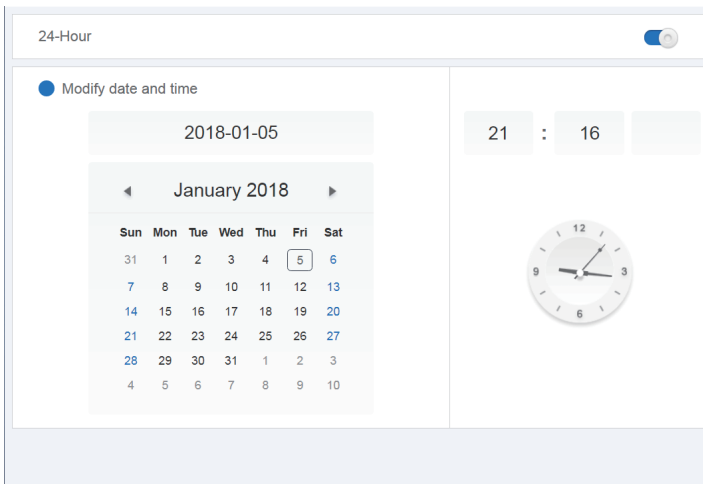 24-Hour
Modify date and time
2018-01-05
21 : 16
January 2018
Sun Mon Tue Wed Thu Fri Sat
31 1 2 3 4 5 6
7 8 9 10 11 12 13
14 15 16 17 18 19 20
21 22 23 24 25 26 27
28 29 30 31 1 2 3
4 5 6 7 8 9 10
12
9 3
6